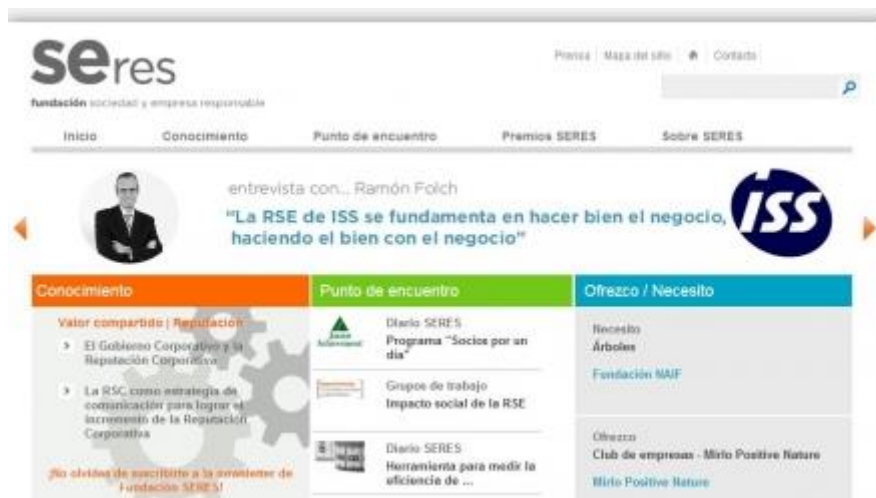 seres
Prensa Mapa del sitio Contacto
fundación sociedad y empresa responsable
Inicio Conocimiento Punto de encuentro Premios SERES Sobre SERES
entrevista con... Ramón Folch
"La RSE de ISS se fundamenta en hacer bien el negocio,
haciendo el bien con el negocio"
ISS
Conocimiento
Valor compartido | Reputación
El Gobierno Corporativo y la
Reputación Corporativa
La RSC como estrategia de
comunicación para lograr el
incremento de la Reputación
Corporativa
¡No olvides de suscribirte a la newsletter de
Fundación SERES!
Punto de encuentro
Junior
Achievement
Diario SERES
Programa "Socios por un
día"
Grupos de trabajo
Impacto social de la RSE
Diario SERES
Herramienta para medir la
eficiencia de ...
Ofrezco / Necesito
Necesito
Árboles
Fundación NAIF
Ofrezco
Club de empresas - Mirlo Positive Nature
Mirlo Positive Nature